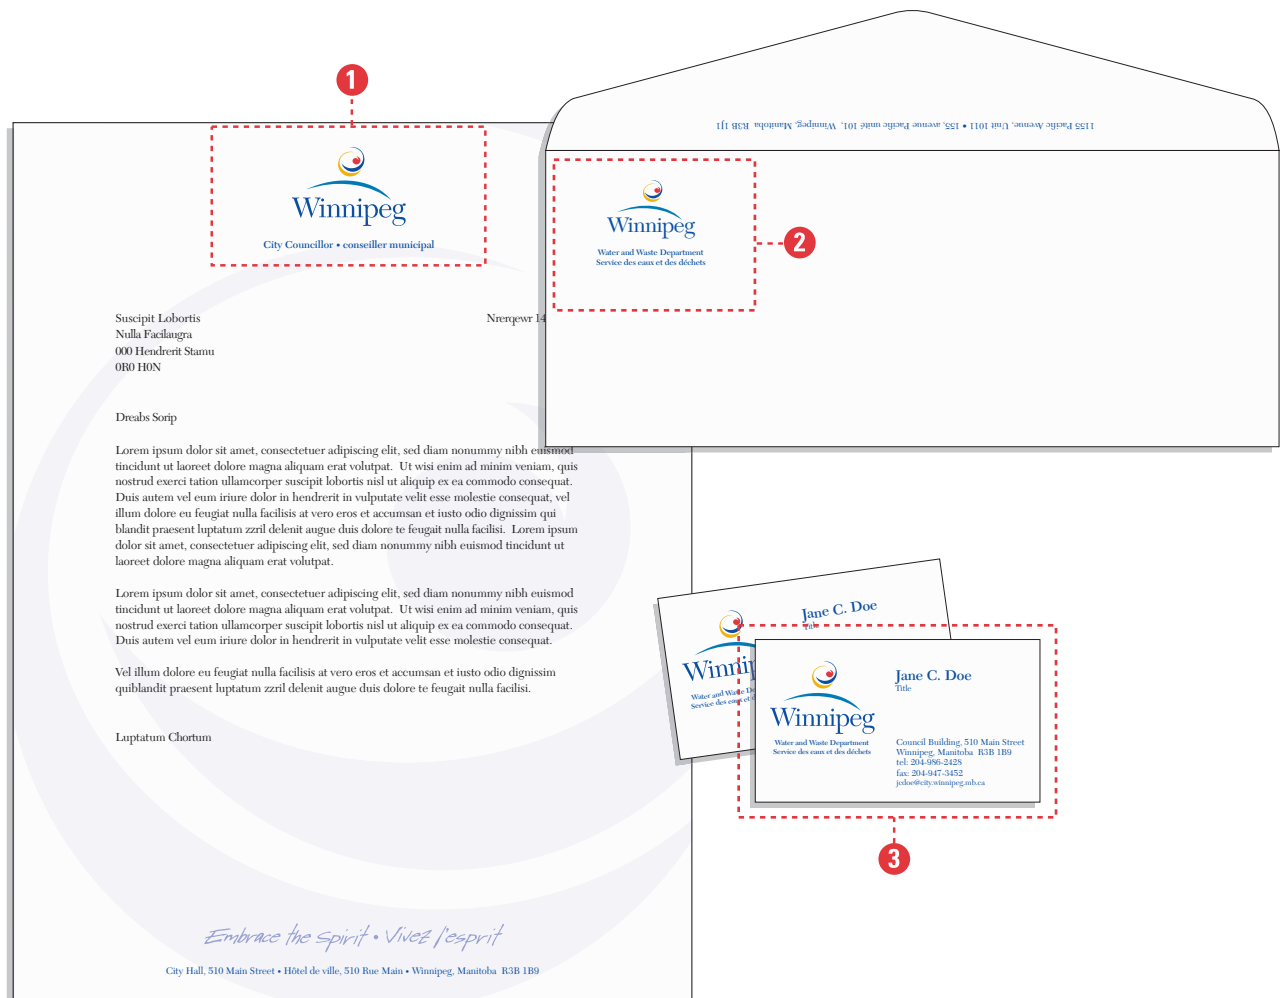 1
Winnipeg
City Councillor • conseiller municipal
Suscipit Lobortis
Nrerqewr 14
Nulla Facilaugra
000 Hendrerit Stamu
0R0 H0N
Dreabs Sorip
Lorem ipsum dolor sit amet, consectetuer adipiscing elit, sed diam nonummy nibh euismod
tincidunt ut laoreet dolore magna aliquam erat volutpat. Ut wisi enim ad minim veniam, quis
nostrud exerci tation ullamcorper suscipit lobortis nisl ut aliquip ex ea commodo consequat.
Duis autem vel eum iriure dolor in hendrerit in vulputate velit esse molestie consequat, vel
illum dolore eu feugiat nulla facilisis at vero eros et accumsan et iusto odio dignissim qui
blandit praesent luptatum zzril delenit augue duis dolore te feugait nulla facilisi. Lorem ipsum
dolor sit amet, consectetuer adipiscing elit, sed diam nonummy nibh euismod tincidunt ut
laoreet dolore magna aliquam erat volutpat.
Lorem ipsum dolor sit amet, consectetuer adipiscing elit, sed diam nonummy nibh euismod
tincidunt ut laoreet dolore magna aliquam erat volutpat. Ut wisi enim ad minim veniam, quis
nostrud exerci tation ullamcorper suscipit lobortis nisl ut aliquip ex ea commodo consequat.
Duis autem vel eum iriure dolor in hendrerit in vulputate velit esse molestie consequat.
Vel illum dolore eu feugiat nulla facilisis at vero eros et accumsan et iusto odio dignissim
quiblandit praesent luptatum zzril delenit augue duis dolore te feugait nulla facilisi.
Luptatum Chortum
Embrace the Spirit • Vivez l'esprit
City Hall, 510 Main Street • Hôtel de ville, 510 Rue Main • Winnipeg, Manitoba R3B 1B9
1155 Pacific Avenue, Unit 1011 • 155, avenue Pacific unité 101, Winnipeg, Manitoba R3B 1J1
Winnipeg
Water and Waste Department
Service des eaux et des déchets
2
Jane C. Doe
Title
Winnip
Water and Waste De
Service des eaux et d
Winnipeg
Water and Waste Department
Service des eaux et des déchets
Jane C. Doe
Title
Council Building, 510 Main Street
Winnipeg, Manitoba R3B 1B9
tel: 204-986-2428
fax: 204-947-3452
jcdoe@city.winnipeg.mb.ca
3